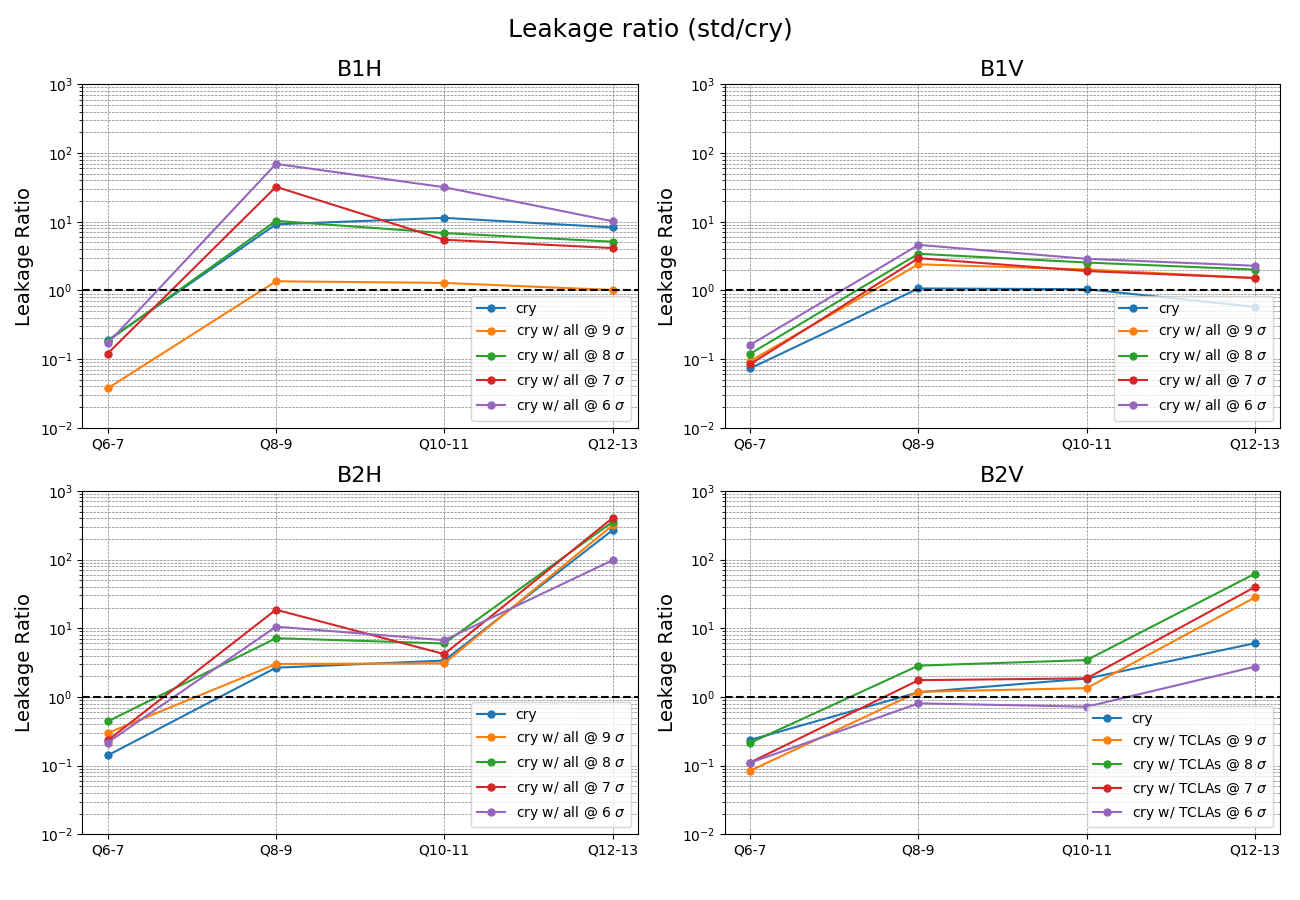 Leakage ratio (std/cry)
B1H
Leakage Ratio
10³
10²
10¹
10⁰
10⁻¹
10⁻²
Q6-7 Q8-9 Q10-11 Q12-13
cry
cry w/ all @ 9 σ
cry w/ all @ 8 σ
cry w/ all @ 7 σ
cry w/ all @ 6 σ
B1V
Leakage Ratio
10³
10²
10¹
10⁰
10⁻¹
10⁻²
Q6-7 Q8-9 Q10-11 Q12-13
cry
cry w/ all @ 9 σ
cry w/ all @ 8 σ
cry w/ all @ 7 σ
cry w/ all @ 6 σ
B2H
Leakage Ratio
10³
10²
10¹
10⁰
10⁻¹
10⁻²
Q6-7 Q8-9 Q10-11 Q12-13
cry
cry w/ all @ 9 σ
cry w/ all @ 8 σ
cry w/ all @ 7 σ
cry w/ all @ 6 σ
B2V
Leakage Ratio
10³
10²
10¹
10⁰
10⁻¹
10⁻²
Q6-7 Q8-9 Q10-11 Q12-13
cry
cry w/ TCLAs @ 9 σ
cry w/ TCLAs @ 8 σ
cry w/ TCLAs @ 7 σ
cry w/ TCLAs @ 6 σ